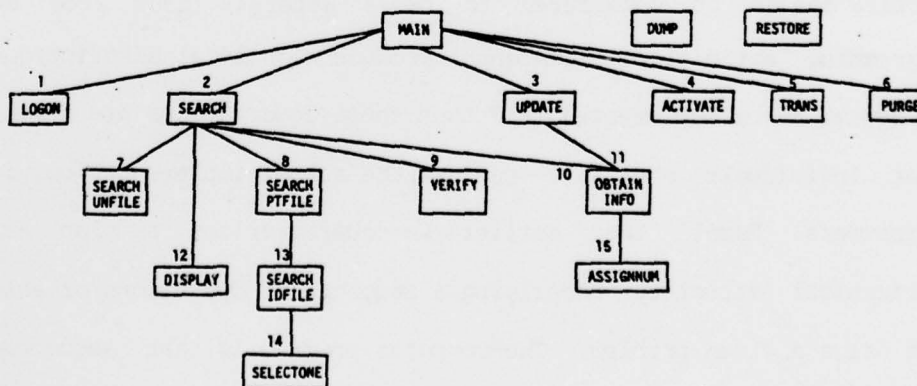 MAIN
DUMP
RESTORE
1
2
3
4
5
6
LOGON
SEARCH
UPDATE
ACTIVATE
TRANS
PURGE
7
8
9
10
11
SEARCH
UNFILE
SEARCH
PTFILE
VERIFY
OBTAIN
INFO
12
13
15
DISPLAY
SEARCH
IDFILE
ASSIGNNUM
14
SELECTONE